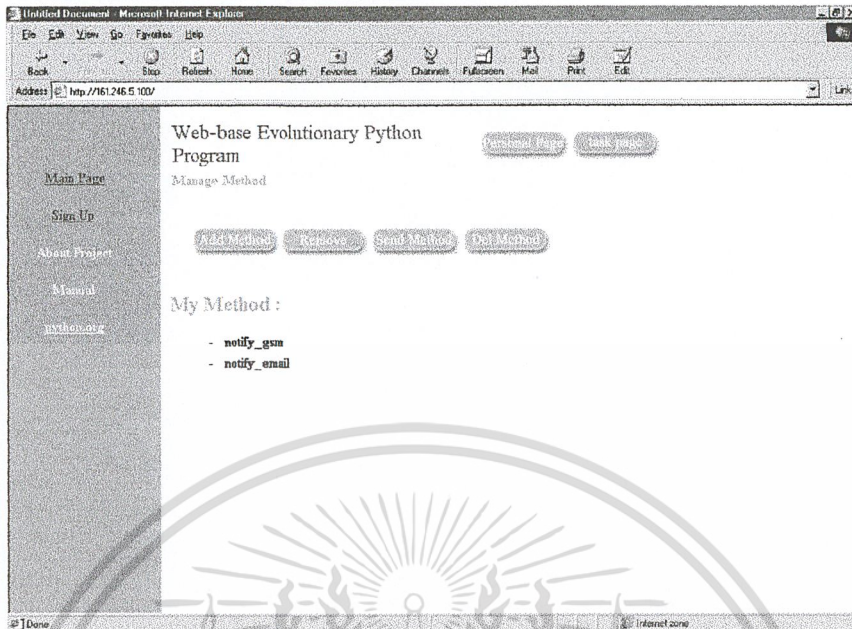 Untitled Document - Microsoft Internet Explorer
File Edit View Go Favorites Help
Back Stop Refresh Home Search Favorites History Channels Fullscreen Mail Print Edit
Address http://161.246.5.100/ Link
Main Page
Sign Up
About Project
Manual
python.org
Web-base Evolutionary Python
Program
Personal Page task page
Manage Method
Add Method Remove Send Method Del Method
My Method :
- notify_gsm
- notify_email
Done Internet zone